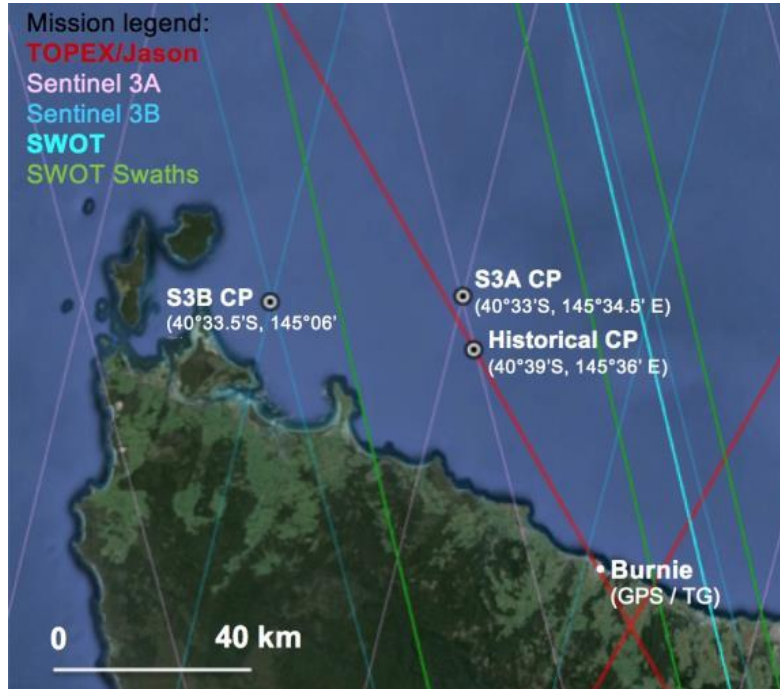 Mission legend:
TOPEX/Jason
Sentinel 3A
Sentinel 3B
SWOT
SWOT Swaths
S3B CP
(40°33.5'S, 145°06'
S3A CP
(40°33'S, 145°34.5' E)
Historical CP
(40°39'S, 145°36' E)
Burnie
(GPS / TG)
0 40 km